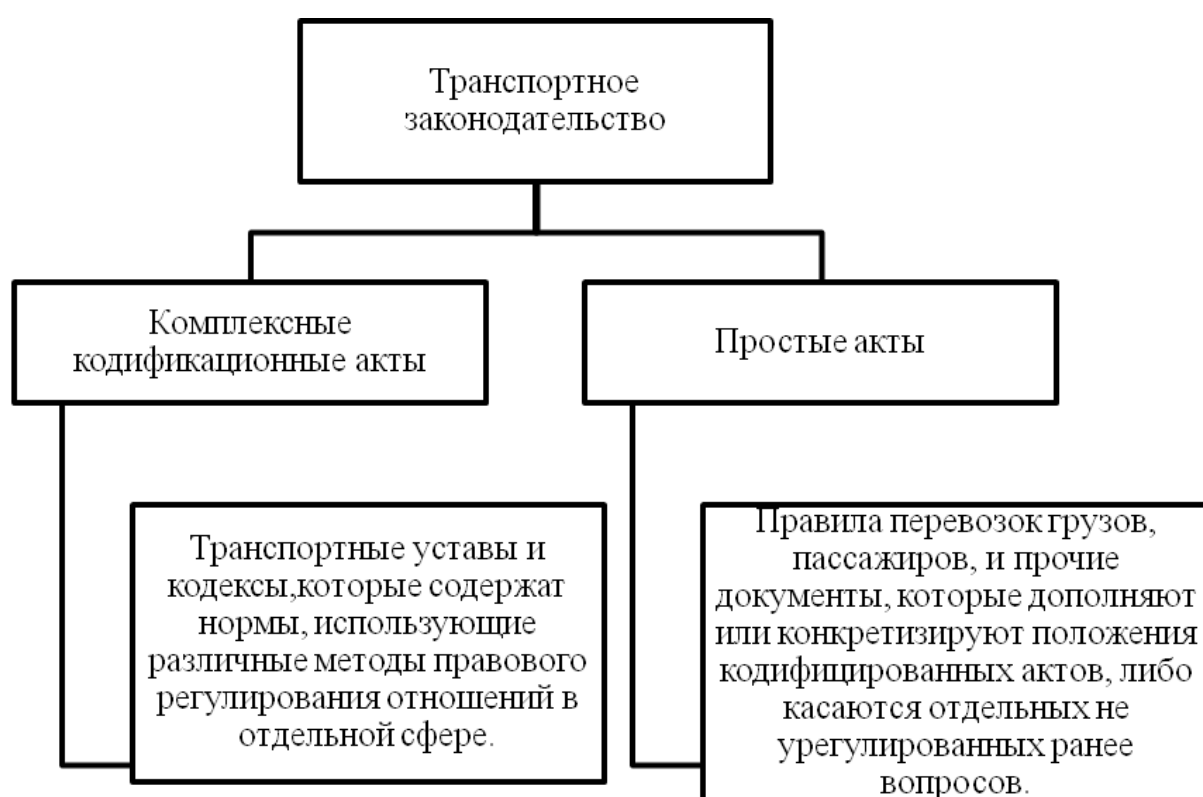 Транспортное
законодательство
Комплексные
кодификационные акты
Простые акты
Транспортные уставы и
кодексы,которые содержат
нормы, использующие
различные методы правового
регулирования отношений в
отдельной сфере.
Правила перевозок грузов,
пассажиров, и прочие
документы, которые дополняют
или конкретизируют положения
кодифицированных актов, либо
касаются отдельных не
урегулированных ранее
вопросов.